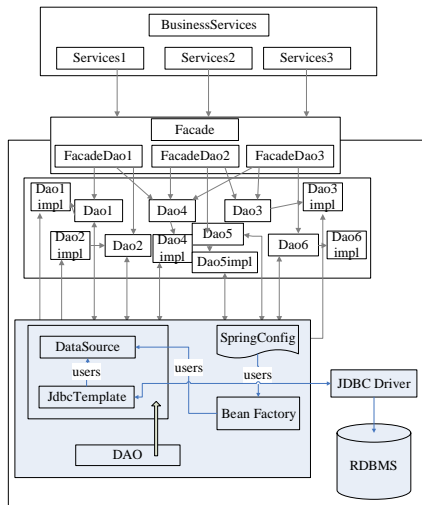 BusinessServices
Services1 Services2 Services3
Facade
FacadeDao1 FacadeDao2 FacadeDao3
Dao1
impl
Dao1
Dao4
Dao3
Dao3
impl
Dao2
impl
Dao2
Dao4
impl
Dao5
Dao5impl
Dao6
Dao6
impl
DataSource
SpringConfig
users
users
users
JdbcTemplate
Bean Factory
JDBC Driver
DAO
RDBMS